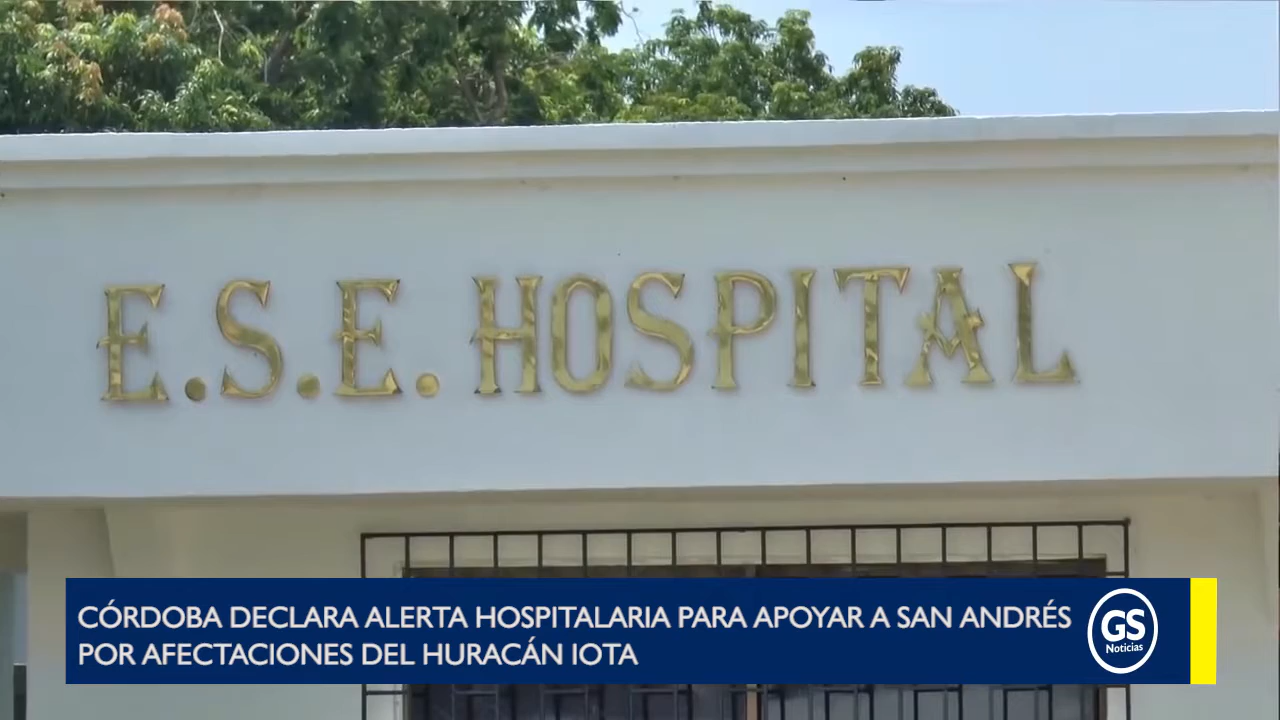 E.S.E. HOSPITAL
CÓRDOBA DECLARA ALERTA HOSPITALARIA PARA APOYAR A SAN ANDRÉS
POR AFECTACIONES DEL HURACÁN IOTA
GS
Noticias